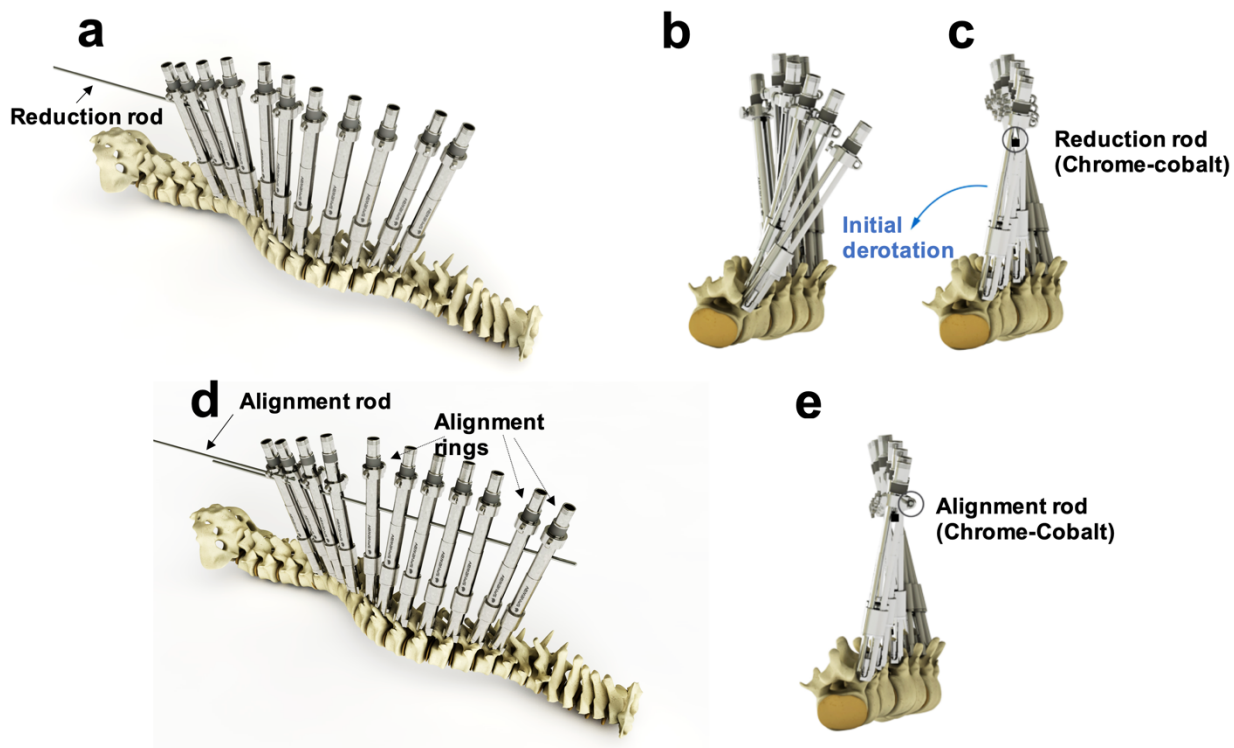 a
Reduction rod
b
Initial
derotation
c
Reduction rod
(Chrome-cobalt)
d
Alignment rod
Alignment
rings
e
Alignment rod
(Chrome-Cobalt)